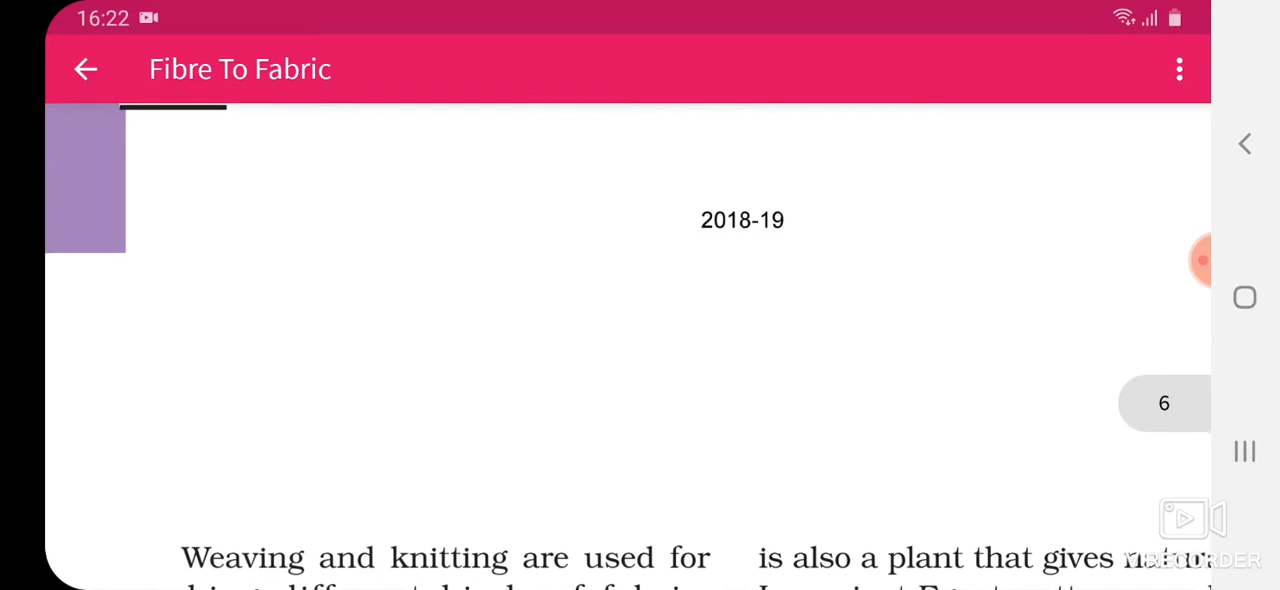 16:22
Fibre To Fabric
2018-19
6
Weaving and knitting are used for
is also a plant that gives
VRECORDER